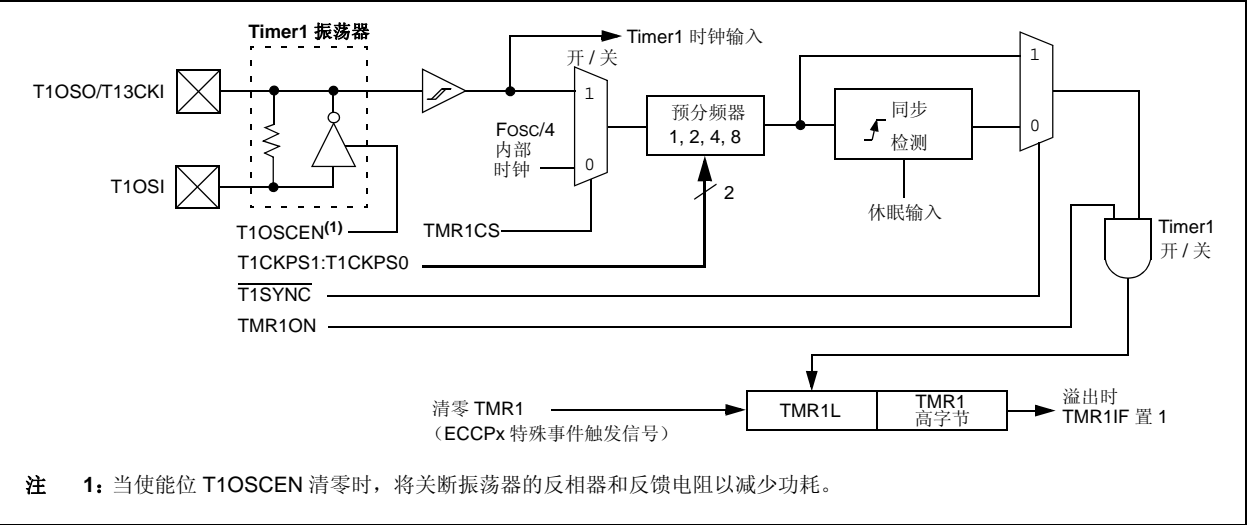 Timer1 振荡器
Timer1 时钟输入
开 / 关
T1OSO/T13CKI
1
FOSC/4
内部
时钟
0
预分频器
1, 2, 4, 8
同步
检测
1
0
T1OSI
2
休眠输入
T1OSCEN(1)
TMR1CS
Timer1
开 / 关
T1CKPS1:T1CKPS0
T1SYNC
TMR1ON
清零 TMR1
（ECCPx 特殊事件触发信号）
TMR1L
TMR1
高字节
溢出时
TMR1IF 置 1
注 1: 当使能位 T1OSCEN 清零时，将关断振荡器的反相器和反馈电阻以减少功耗。